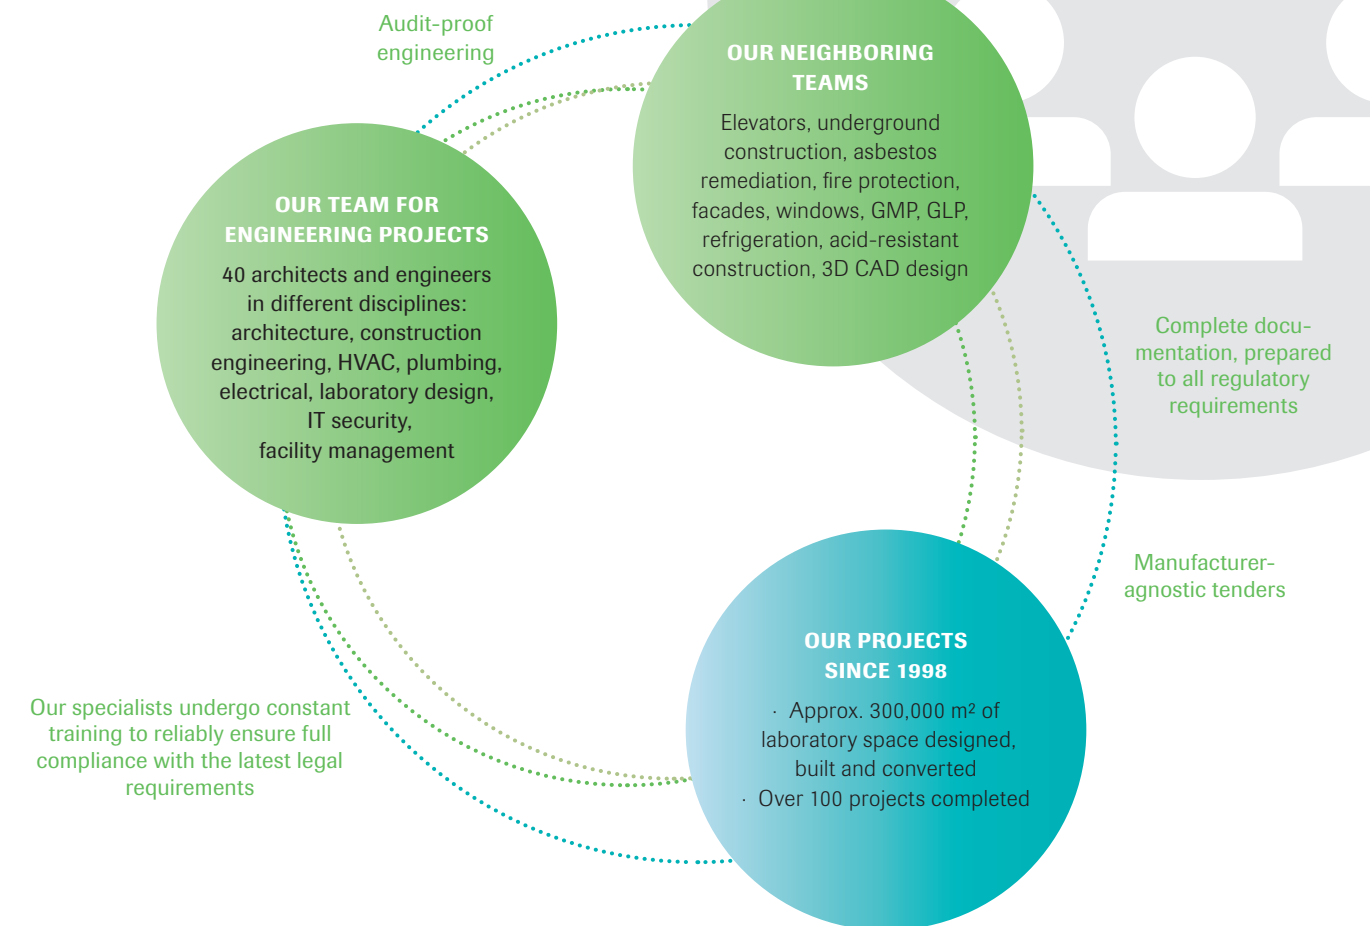 Audit-proof
engineering
OUR NEIGHBORING
TEAMS
Elevators, underground
construction, asbestos
remediation, fire protection,
facades, windows, GMP, GLP,
refrigeration, acid-resistant
construction, 3D CAD design
OUR TEAM FOR
ENGINEERING PROJECTS
40 architects and engineers
in different disciplines:
architecture, construction
engineering, HVAC, plumbing,
electrical, laboratory design,
IT security,
facility management
Complete docu-
mentation, prepared
to all regulatory
requirements
Manufacturer-
agnostic tenders
OUR PROJECTS
SINCE 1998
· Approx. 300,000 m² of
laboratory space designed,
built and converted
· Over 100 projects completed
Our specialists undergo constant
training to reliably ensure full
compliance with the latest legal
requirements